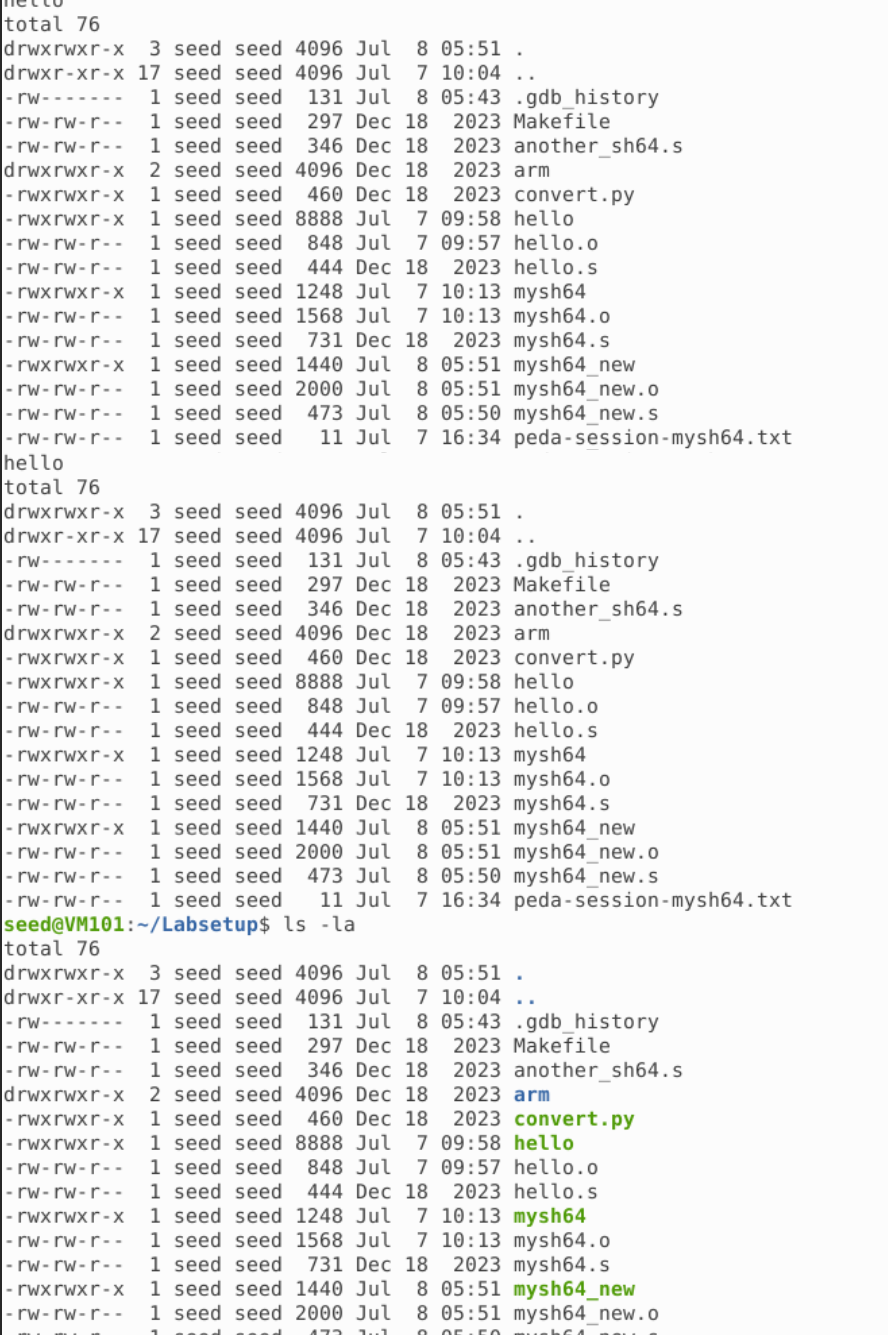 hello
total 76
drwxrwxr-x  3 seed seed 4096 Jul  8 05:51 .
drwxr-xr-x 17 seed seed 4096 Jul  7 10:04 ..
-rw-------  1 seed seed  131 Jul  8 05:43 .gdb_history
-rw-rw-r--  1 seed seed  297 Dec 18  2023 Makefile
-rw-rw-r--  1 seed seed  346 Dec 18  2023 another_sh64.s
drwxrwxr-x  2 seed seed 4096 Dec 18  2023 arm
-rwxrwxr-x  1 seed seed  460 Dec 18  2023 convert.py
-rwxrwxr-x  1 seed seed 8888 Jul  7 09:58 hello
-rw-rw-r--  1 seed seed  848 Jul  7 09:57 hello.o
-rw-rw-r--  1 seed seed  444 Dec 18  2023 hello.s
-rwxrwxr-x  1 seed seed 1248 Jul  7 10:13 mysh64
-rw-rw-r--  1 seed seed 1568 Jul  7 10:13 mysh64.o
-rw-rw-r--  1 seed seed  731 Dec 18  2023 mysh64.s
-rwxrwxr-x  1 seed seed 1440 Jul  8 05:51 mysh64_new
-rw-rw-r--  1 seed seed 2000 Jul  8 05:51 mysh64_new.o
-rw-rw-r--  1 seed seed  473 Jul  8 05:50 mysh64_new.s
-rw-rw-r--  1 seed seed   11 Jul  7 16:34 peda-session-mysh64.txt
hello
total 76
drwxrwxr-x  3 seed seed 4096 Jul  8 05:51 .
drwxr-xr-x 17 seed seed 4096 Jul  7 10:04 ..
-rw-------  1 seed seed  131 Jul  8 05:43 .gdb_history
-rw-rw-r--  1 seed seed  297 Dec 18  2023 Makefile
-rw-rw-r--  1 seed seed  346 Dec 18  2023 another_sh64.s
drwxrwxr-x  2 seed seed 4096 Dec 18  2023 arm
-rwxrwxr-x  1 seed seed  460 Dec 18  2023 convert.py
-rwxrwxr-x  1 seed seed 8888 Jul  7 09:58 hello
-rw-rw-r--  1 seed seed  848 Jul  7 09:57 hello.o
-rw-rw-r--  1 seed seed  444 Dec 18  2023 hello.s
-rwxrwxr-x  1 seed seed 1248 Jul  7 10:13 mysh64
-rw-rw-r--  1 seed seed 1568 Jul  7 10:13 mysh64.o
-rw-rw-r--  1 seed seed  731 Dec 18  2023 mysh64.s
-rwxrwxr-x  1 seed seed 1440 Jul  8 05:51 mysh64_new
-rw-rw-r--  1 seed seed 2000 Jul  8 05:51 mysh64_new.o
-rw-rw-r--  1 seed seed  473 Jul  8 05:50 mysh64_new.s
-rw-rw-r--  1 seed seed   11 Jul  7 16:34 peda-session-mysh64.txt
seed@VM101:~/Labsetup$ ls -la
total 76
drwxrwxr-x  3 seed seed 4096 Jul  8 05:51 .
drwxr-xr-x 17 seed seed 4096 Jul  7 10:04 ..
-rw-------  1 seed seed  131 Jul  8 05:43 .gdb_history
-rw-rw-r--  1 seed seed  297 Dec 18  2023 Makefile
-rw-rw-r--  1 seed seed  346 Dec 18  2023 another_sh64.s
drwxrwxr-x  2 seed seed 4096 Dec 18  2023 arm
-rwxrwxr-x  1 seed seed  460 Dec 18  2023 convert.py
-rwxrwxr-x  1 seed seed 8888 Jul  7 09:58 hello
-rw-rw-r--  1 seed seed  848 Jul  7 09:57 hello.o
-rw-rw-r--  1 seed seed  444 Dec 18  2023 hello.s
-rwxrwxr-x  1 seed seed 1248 Jul  7 10:13 mysh64
-rw-rw-r--  1 seed seed 1568 Jul  7 10:13 mysh64.o
-rw-rw-r--  1 seed seed  731 Dec 18  2023 mysh64.s
-rwxrwxr-x  1 seed seed 1440 Jul  8 05:51 mysh64_new
-rw-rw-r--  1 seed seed 2000 Jul  8 05:51 mysh64_new.o